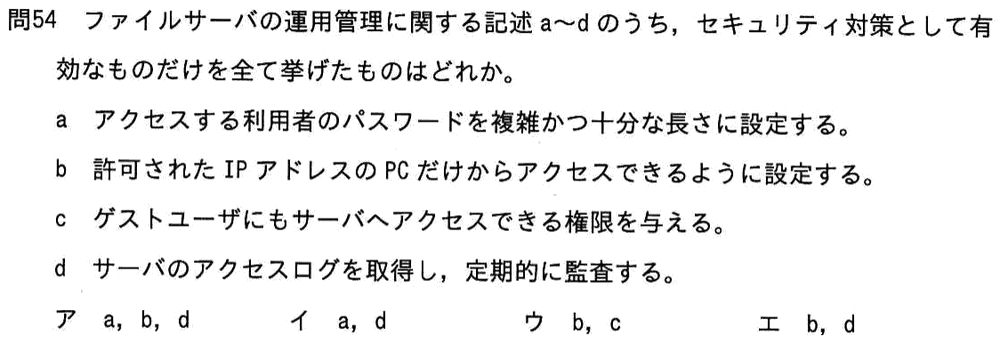 問54 ファイルサーバの運用管理に関する記述 a～d のうち，セキュリティ対策として有
効なものだけを全て挙げたものはどれか。
a アクセスする利用者のパスワードを複雑かつ十分な長さに設定する。
b 許可された IP アドレスの PC だけからアクセスできるように設定する。
c ゲストユーザにもサーバへアクセスできる権限を与える。
d サーバのアクセスログを取得し，定期的に監査する。
ア a，b，d イ a，d ウ b，c エ b，d